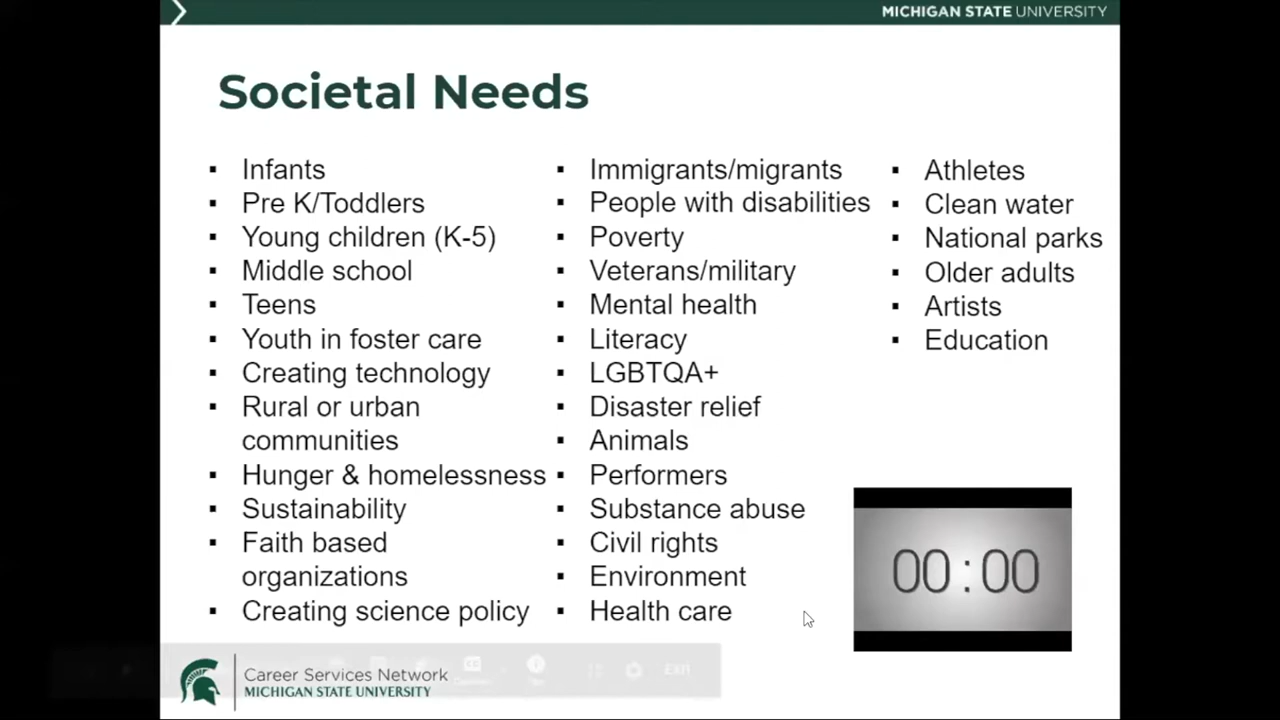 MICHIGAN STATE UNIVERSITY
Societal Needs
▪ Infants
▪ Pre K/Toddlers
▪ Young children (K-5)
▪ Middle school
▪ Teens
▪ Youth in foster care
▪ Creating technology
▪ Rural or urban
communities
▪ Hunger & homelessness
▪ Sustainability
▪ Faith based
organizations
▪ Creating science policy
▪ Immigrants/migrants
▪ People with disabilities
▪ Poverty
▪ Veterans/military
▪ Mental health
▪ Literacy
▪ LGBTQA+
▪ Disaster relief
▪ Animals
▪ Performers
▪ Substance abuse
▪ Civil rights
▪ Environment
▪ Health care
▪ Athletes
▪ Clean water
▪ National parks
▪ Older adults
▪ Artists
▪ Education
00:00
Exit
Career Services Network
MICHIGAN STATE UNIVERSITY